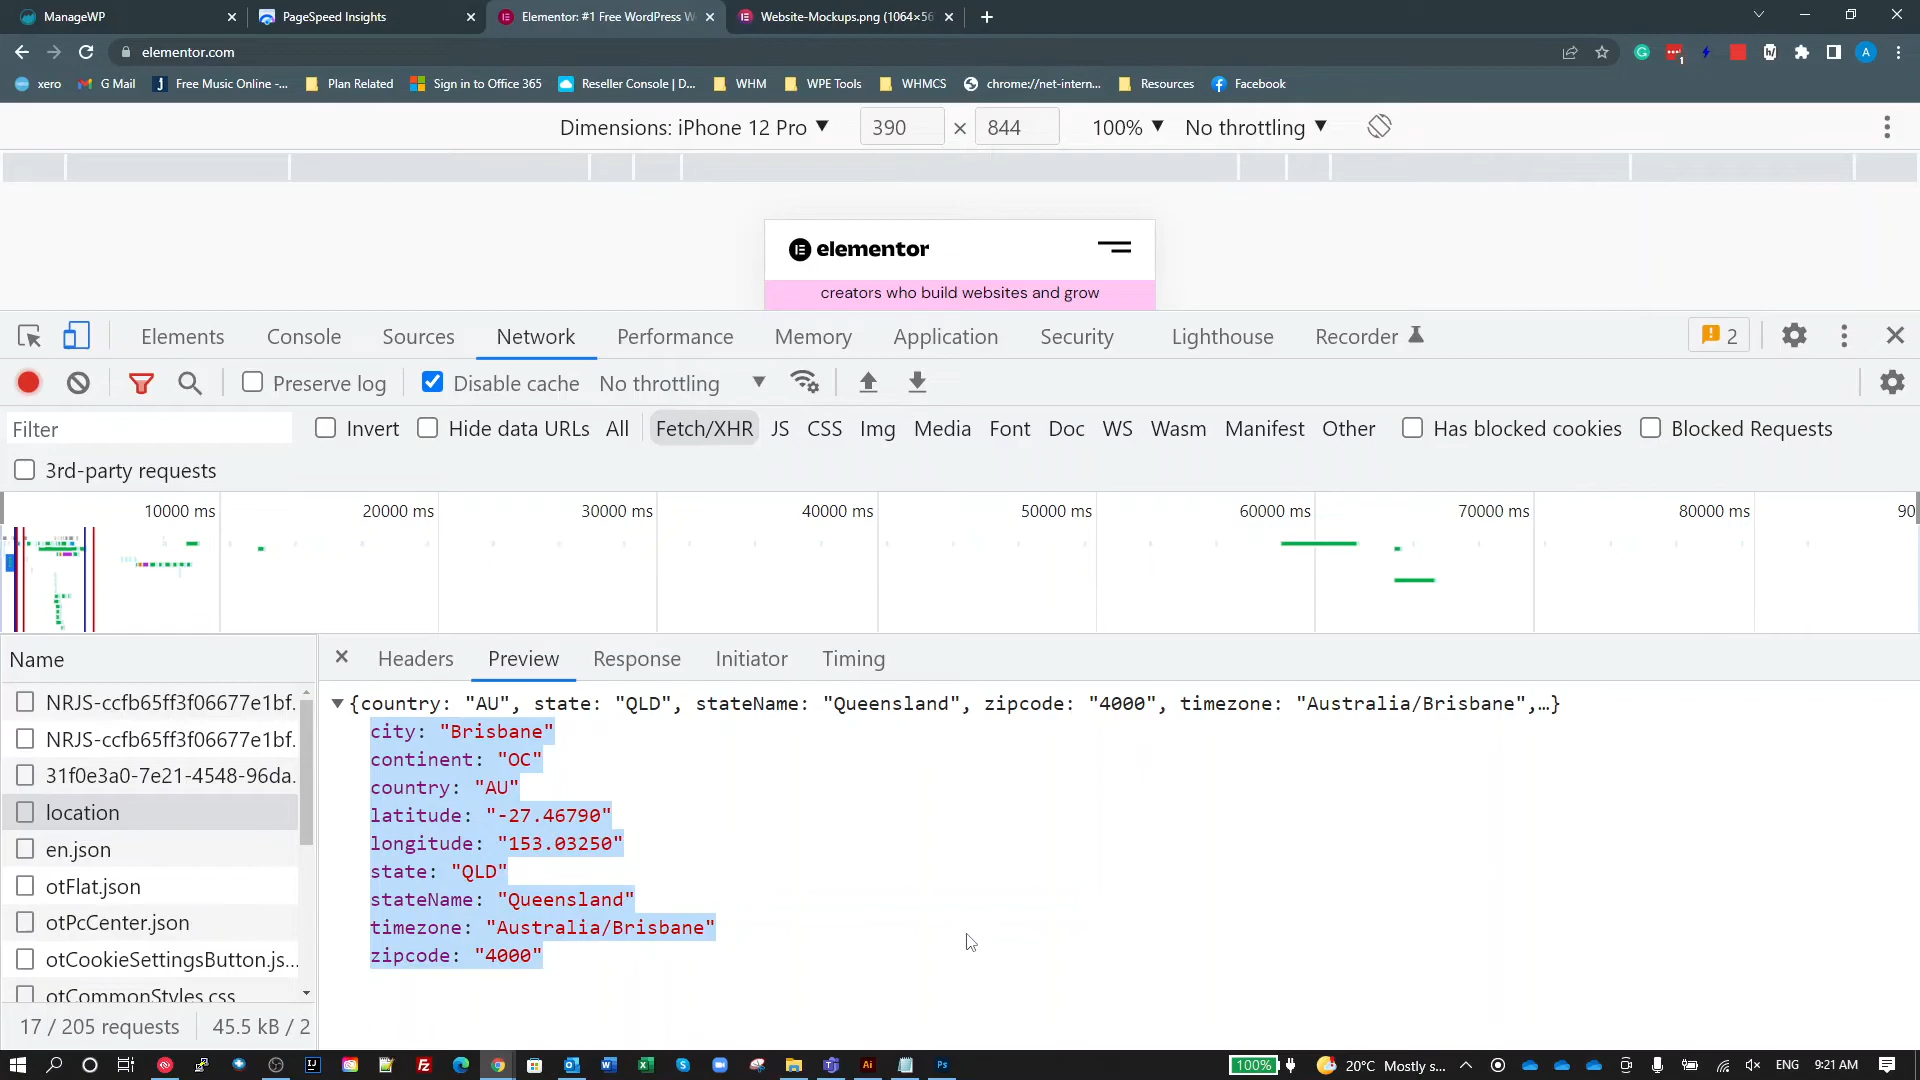 ManageWP
PageSpeed Insights
Elementor: #1 Free WordPress W
Website-Mockups.png (1064×56
elementor.com
xero
G Mail
Free Music Online -...
Plan Related
Sign in to Office 365
Reseller Console | D...
WHM
WPE Tools
WHMCS
chrome://net-intern...
Resources
Facebook
Dimensions: iPhone 12 Pro ▼ 390 × 844 100% ▼ No throttling ▼
elementor
creators who build websites and grow
Elements Console Sources Network Performance Memory Application Security Lighthouse Recorder 2
Preserve log Disable cache No throttling ▼
Filter Invert Hide data URLs All Fetch/XHR JS CSS Img Media Font Doc WS Wasm Manifest Other Has blocked cookies Blocked Requests
3rd-party requests
10000 ms 20000 ms 30000 ms 40000 ms 50000 ms 60000 ms 70000 ms 80000 ms 90
Name
NRJS-ccfb65ff3f06677e1bf.
NRJS-ccfb65ff3f06677e1bf.
31f0e3a0-7e21-4548-96da.
location
en.json
otFlat.json
otPcCenter.json
otCookieSettingsButton.js...
otCommonStyles.css
17 / 205 requests 45.5 kB / 2
Headers Preview Response Initiator Timing
▼ {country: "AU", state: "QLD", stateName: "Queensland", zipcode: "4000", timezone: "Australia/Brisbane",…}
city: "Brisbane"
continent: "OC"
country: "AU"
latitude: "-27.46790"
longitude: "153.03250"
state: "QLD"
stateName: "Queensland"
timezone: "Australia/Brisbane"
zipcode: "4000"
100% 20°C Mostly s... ENG 9:21 AM